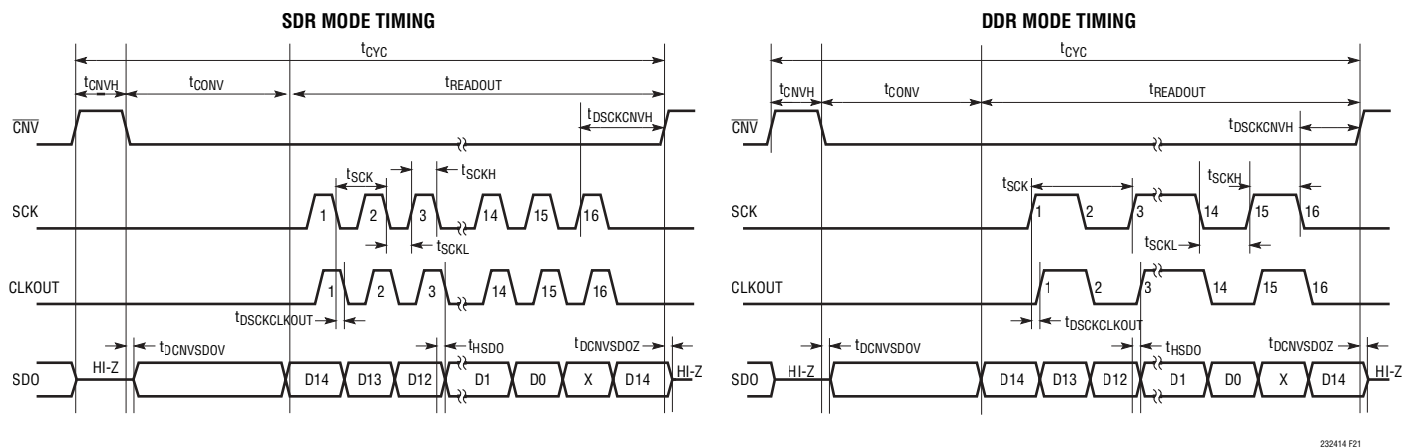 SDR MODE TIMING
DDR MODE TIMING
tCYC
tCNVH
tCONV
tREADOUT
tDSCKCNVH
CNV
tSCK
tSCKH
SCK
1 2 3 14 15 16
tSCKL
CLKOUT
1 2 3 14 15 16
tDSCKCLKOUT
tDCNVSDOV
tHSDO
tDCNVSDOZ
SDO
HI-Z
D14 D13 D12 D1 D0 X D14
HI-Z
tCYC
tCNVH
tCONV
tREADOUT
tDSCKCNVH
CNV
tSCK
tSCKH
SCK
1 2 3 14 15 16
tSCKL
CLKOUT
1 2 3 14 15 16
tDSCKCLKOUT
tDCNVSDOV
tHSDO
tDCNVSDOZ
SDO
HI-Z
D14 D13 D12 D1 D0 X D14
HI-Z
232414 F21